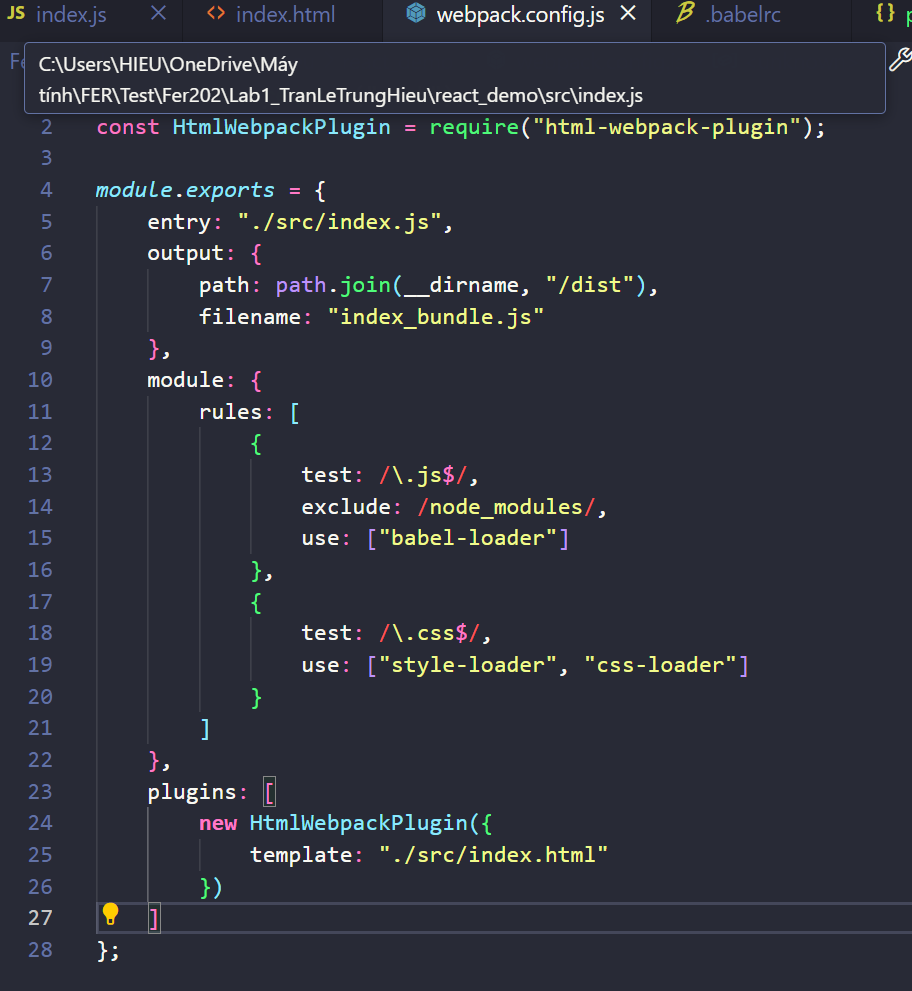 JS index.js × <> index.html webpack.config.js × .babelrc {}
C:\Users\HIEU\OneDrive\Máy
tính\FER\Test\Fer202\Lab1_TranLeTrungHieu\react_demo\src\index.js
2 const HtmlWebpackPlugin = require("html-webpack-plugin");
3
4 module.exports = {
5 entry: "./src/index.js",
6 output: {
7 path: path.join(__dirname, "/dist"),
8 filename: "index_bundle.js"
9 },
10 module: {
11 rules: [
12 {
13 test: /\.js$/,
14 exclude: /node_modules/,
15 use: ["babel-loader"]
16 },
17 {
18 test: /\.css$/,
19 use: ["style-loader", "css-loader"]
20 }
21 ]
22 },
23 plugins: [
24 new HtmlWebpackPlugin({
25 template: "./src/index.html"
26 })
27 ]
28 };